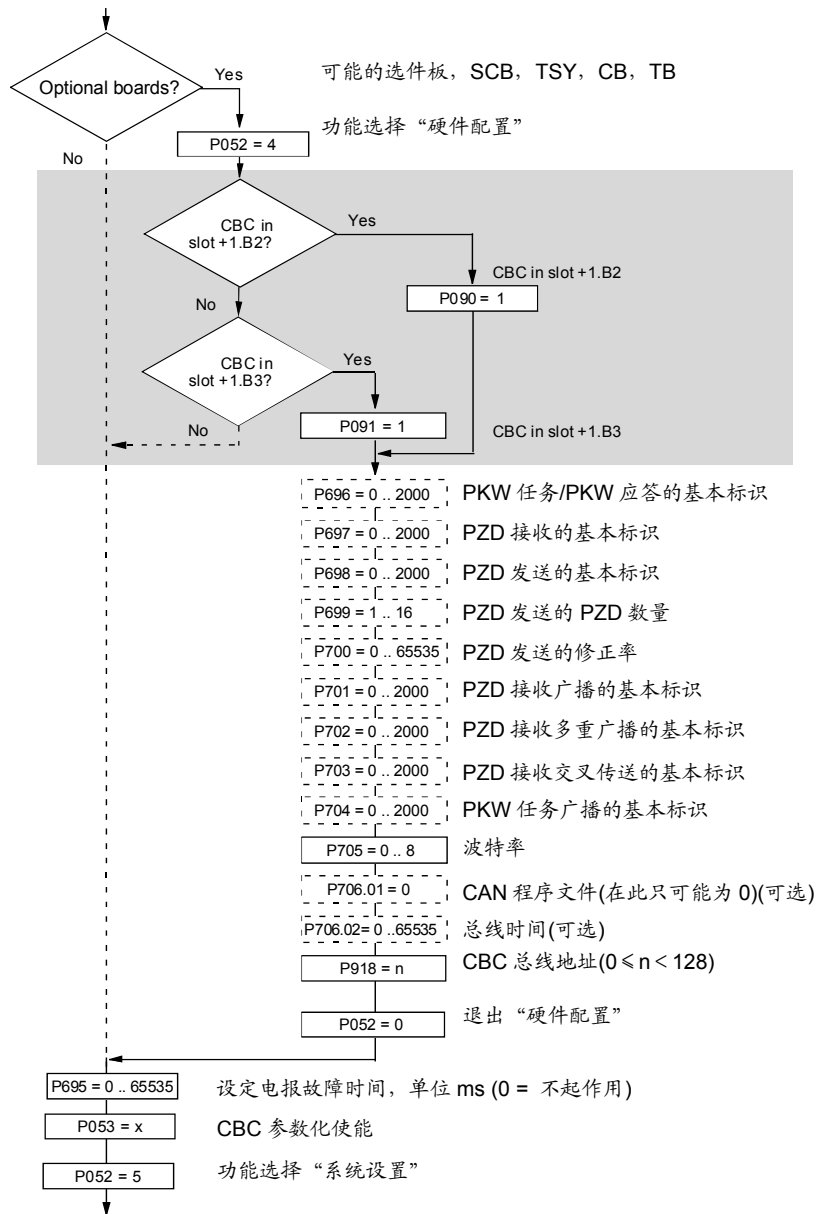 Optional boards?
Yes
可能的选件板，SCB，TSY，CB，TB
功能选择“硬件配置”
P052 = 4
No
CBC in
slot +1.B2?
Yes
CBC in slot +1.B2
P090 = 1
No
CBC in
slot +1.B3?
Yes
P091 = 1
No
CBC in slot +1.B3
P696 = 0 .. 2000 PKW 任务/PKW 应答的基本标识
P697 = 0 .. 2000 PZD 接收的基本标识
P698 = 0 .. 2000 PZD 发送的基本标识
P699 = 1 .. 16 PZD 发送的 PZD 数量
P700 = 0 .. 65535 PZD 发送的修正率
P701 = 0 .. 2000 PZD 接收广播的基本标识
P702 = 0 .. 2000 PZD 接收多重广播的基本标识
P703 = 0 .. 2000 PZD 接收交叉传送的基本标识
P704 = 0 .. 2000 PKW 任务广播的基本标识
P705 = 0 .. 8 波特率
P706.01 = 0 CAN 程序文件(在此只可能为 0)(可选)
P706.02= 0 ..65535 总线时间(可选)
P918 = n CBC 总线地址(0≤n＜128)
P052 = 0 退出“硬件配置”
P695 = 0 .. 65535 设定电报故障时间，单位 ms (0 = 不起作用)
P053 = x CBC 参数化使能
P052 = 5 功能选择“系统设置”